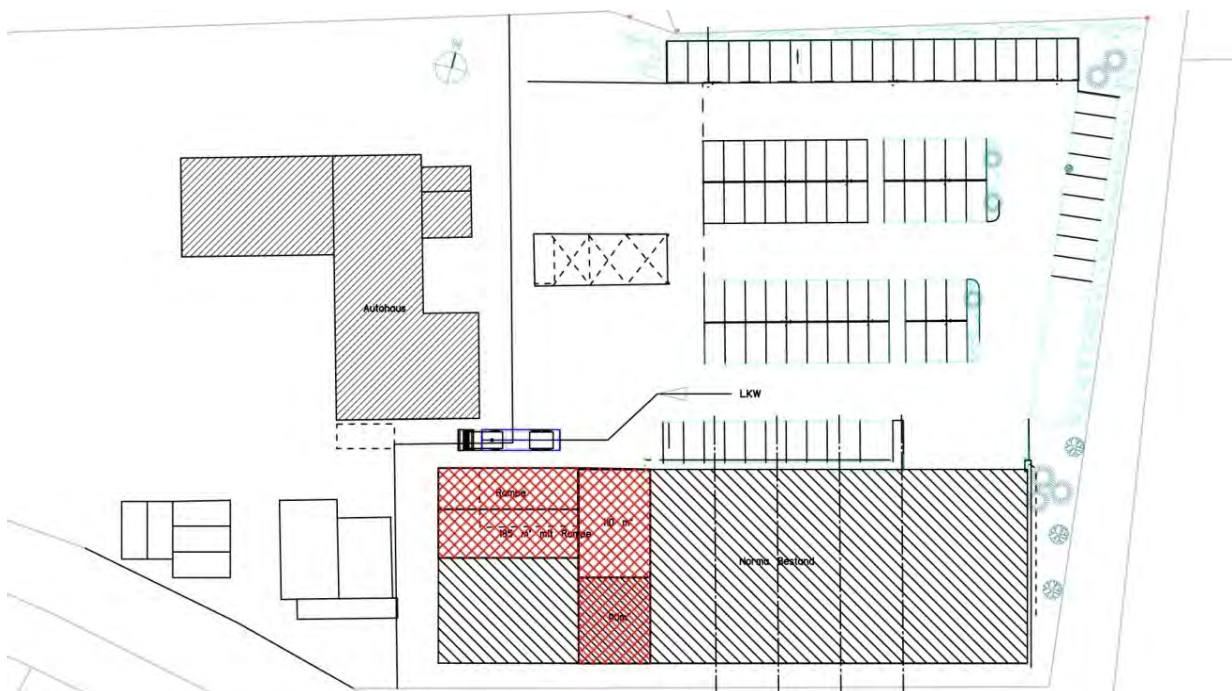 N
Autohaus
LKW
Rampe
110 m²
185 m² mit Rampe
Norma Bestand